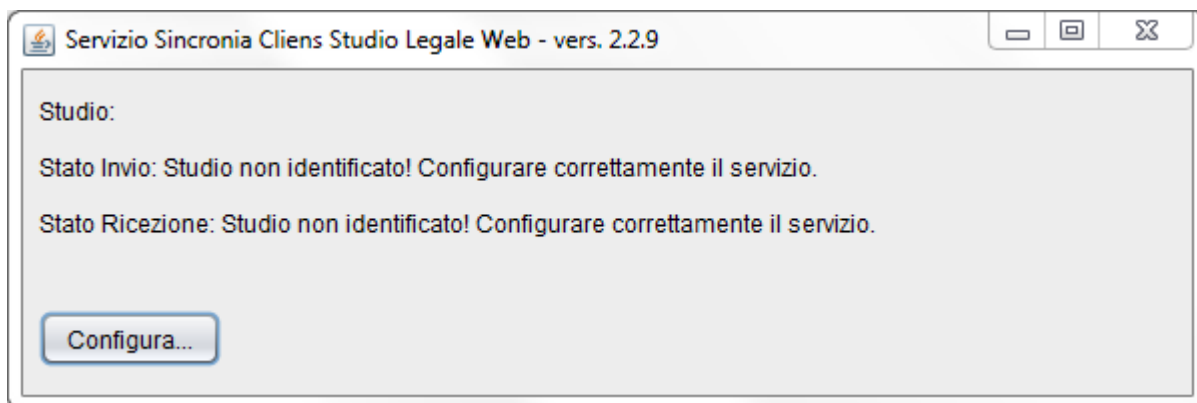 Servizio Sincronia Cliens Studio Legale Web - vers. 2.2.9
Studio:
Stato Invio: Studio non identificato! Configurare correttamente il servizio.
Stato Ricezione: Studio non identificato! Configurare correttamente il servizio.
Configura...